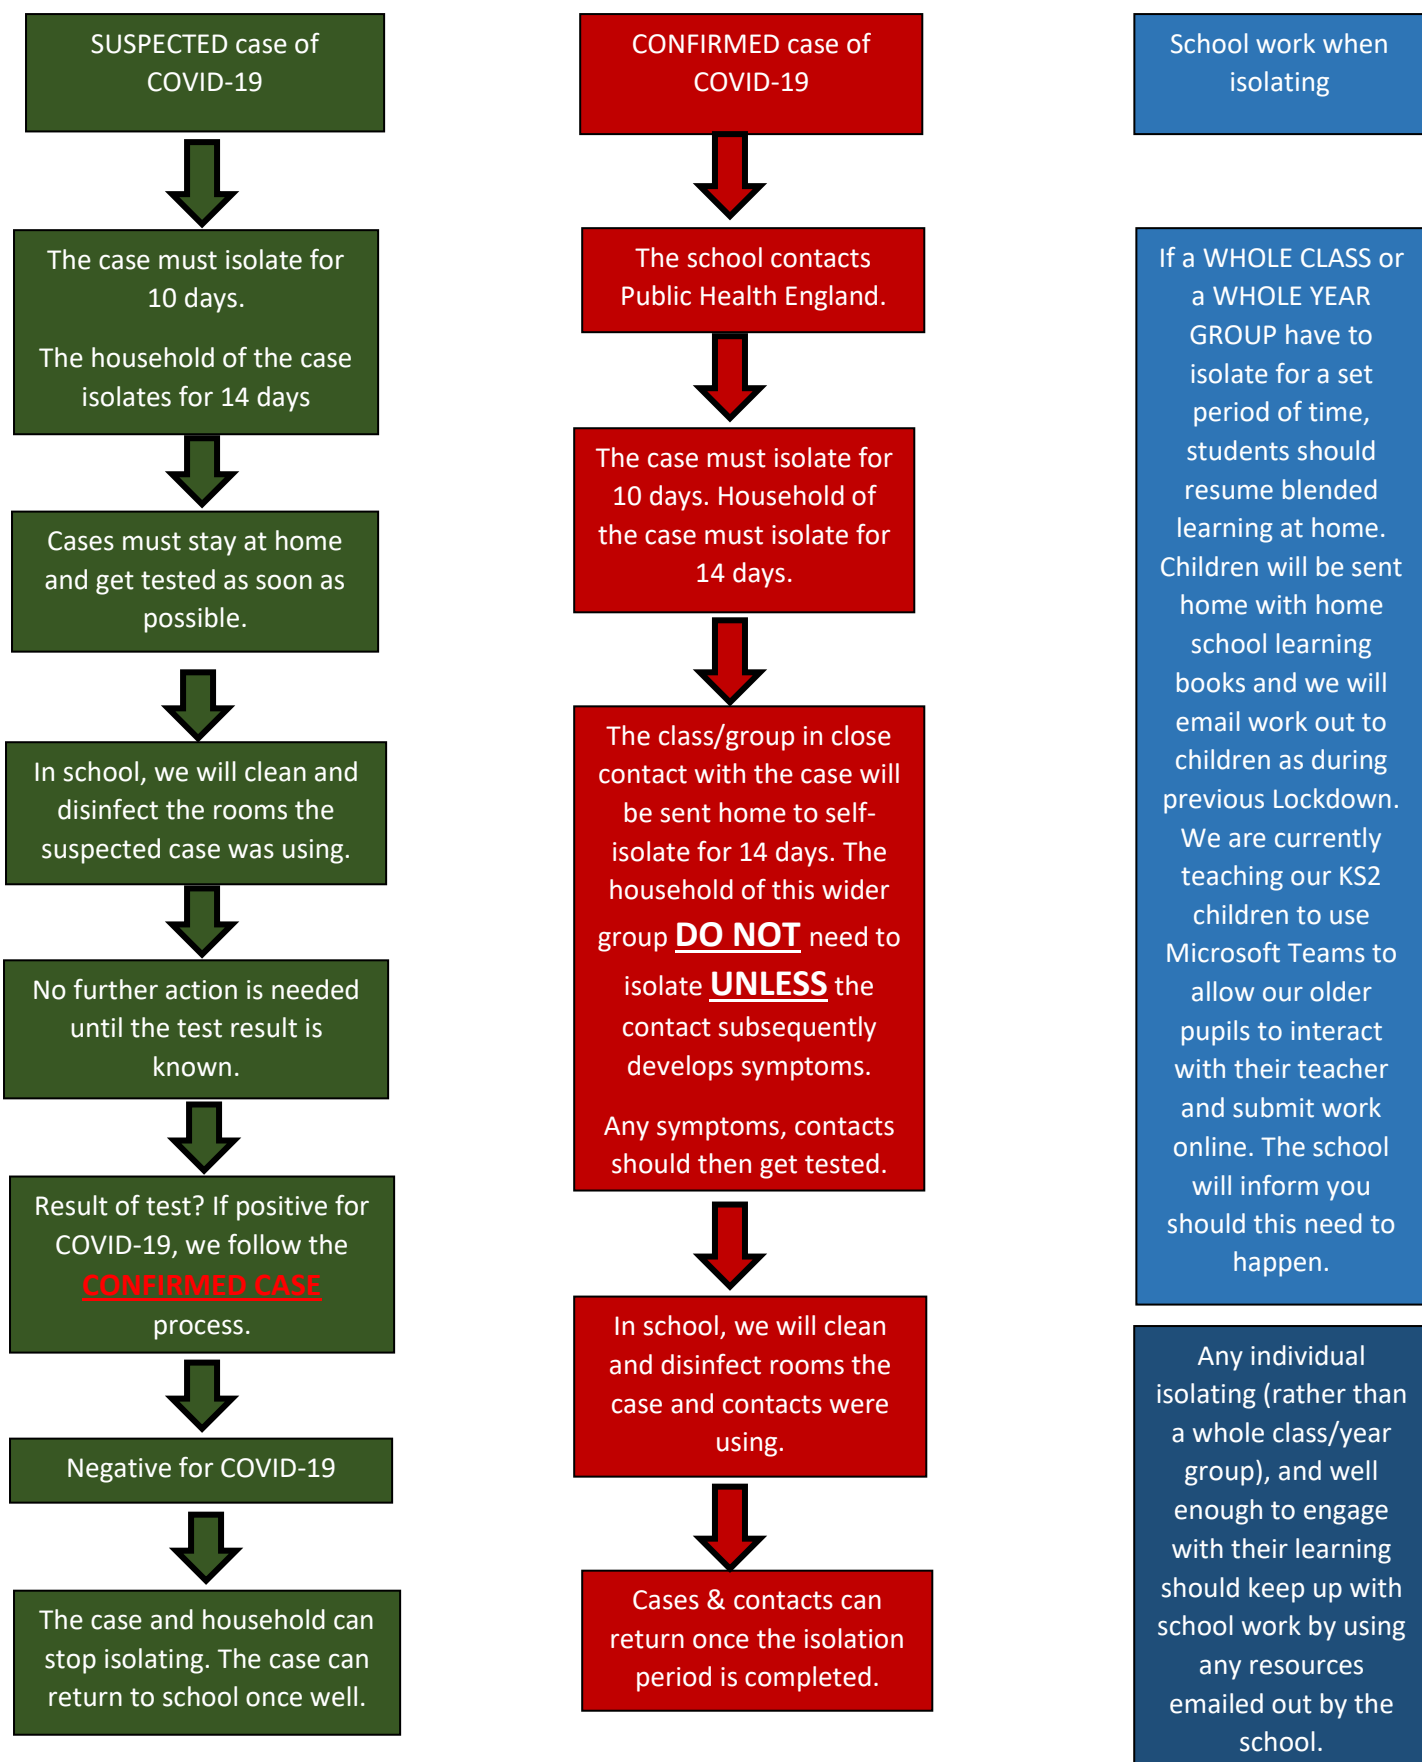 SUSPECTED case of
COVID-19
The case must isolate for
10 days.
The household of the case
isolates for 14 days
Cases must stay at home
and get tested as soon as
possible.
In school, we will clean and
disinfect the rooms the
suspected case was using.
No further action is needed
until the test result is
known.
Result of test? If positive for
COVID-19, we follow the
CONFIRMED CASE
process.
Negative for COVID-19
The case and household can
stop isolating. The case can
return to school once well.
CONFIRMED case of
COVID-19
The school contacts
Public Health England.
The case must isolate for
10 days. Household of
the case must isolate for
14 days.
The class/group in close
contact with the case will
be sent home to self-
isolate for 14 days. The
household of this wider
group DO NOT need to
isolate UNLESS the
contact subsequently
develops symptoms.
Any symptoms, contacts
should then get tested.
In school, we will clean
and disinfect rooms the
case and contacts were
using.
Cases & contacts can
return once the isolation
period is completed.
School work when
isolating
If a WHOLE CLASS or
a WHOLE YEAR
GROUP have to
isolate for a set
period of time,
students should
resume blended
learning at home.
Children will be sent
home with home
school learning
books and we will
email work out to
children as during
previous Lockdown.
We are currently
teaching our KS2
children to use
Microsoft Teams to
allow our older
pupils to interact
with their teacher
and submit work
online. The school
will inform you
should this need to
happen.
Any individual
isolating (rather than
a whole class/year
group), and well
enough to engage
with their learning
should keep up with
school work by using
any resources
emailed out by the
school.